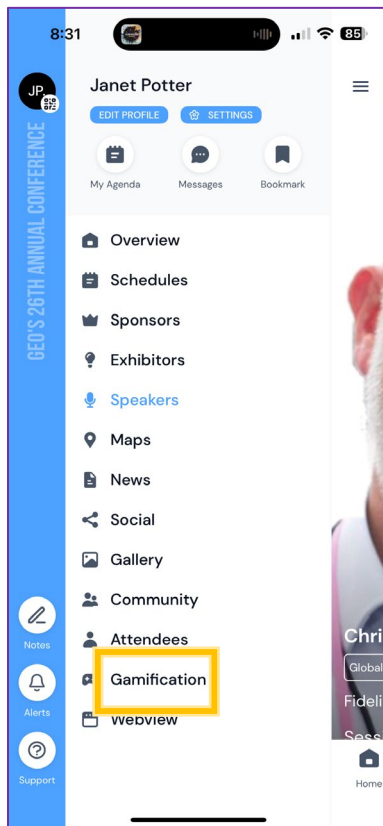 8:31
85
JP
GEO'S 26TH ANNUAL CONFERENCE
Janet Potter
EDIT PROFILE
SETTINGS
My Agenda
Messages
Bookmark
Overview
Schedules
Sponsors
Exhibitors
Speakers
Maps
News
Social
Gallery
Community
Attendees
Gamification
Webview
Notes
Alerts
Support
Chri
Global
Fideli
Sess
Home